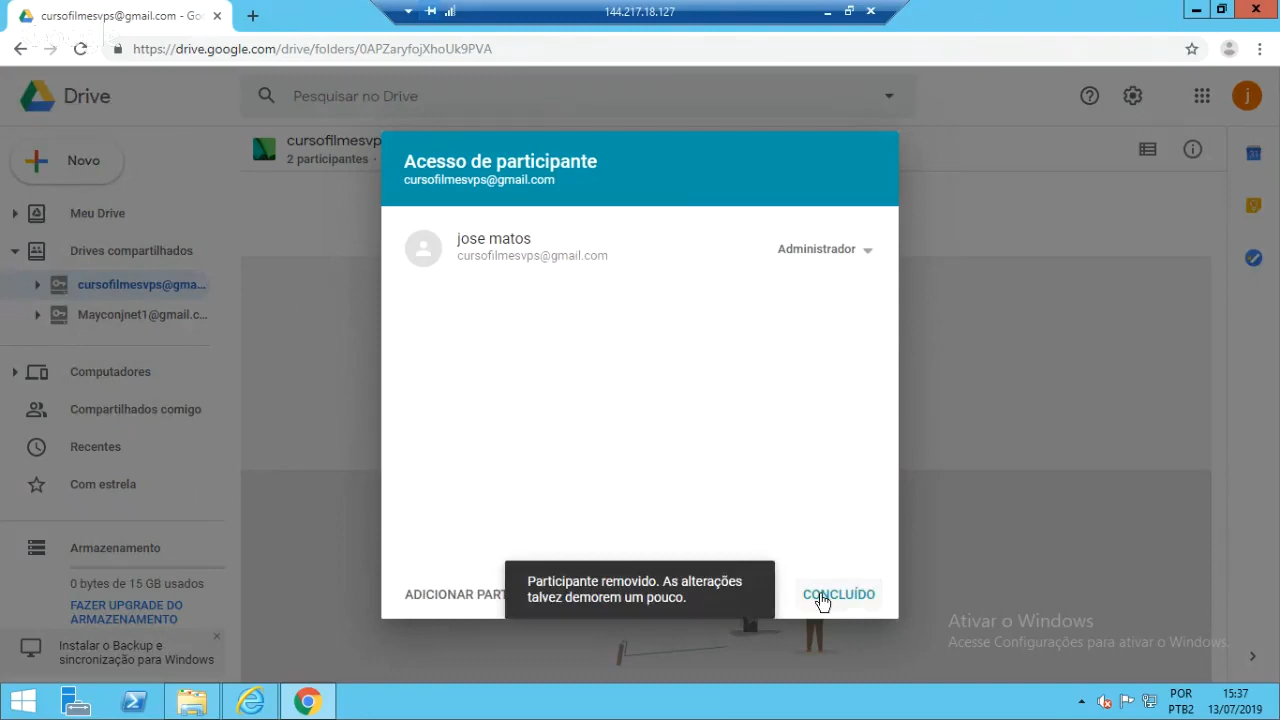 cursofilmesvps@gmail.com - Goo
144.217.18.127
https://drive.google.com/drive/folders/0APZaryfojXhoUk9PVA
Drive
Pesquisar no Drive
j
Novo
cursofilmesvp
2 participantes
Meu Drive
Drives compartilhados
cursofilmesvps@gma...
Mayconjnet1@gmail.c...
Computadores
Compartilhados comigo
Recentes
Com estrela
Armazenamento
0 bytes de 15 GB usados
FAZER UPGRADE DO
ARMAZENAMENTO
Instalar o Backup e
sincronização para Windows
Acesso de participante
cursofilmesvps@gmail.com
jose matos
cursofilmesvps@gmail.com
Administrador
ADICIONAR PART
Participante removido. As alterações
talvez demorem um pouco.
CONCLUÍDO
Ativar o Windows
Acesse Configurações para ativar o Windows.
31
POR
PTB2
15:37
13/07/2019